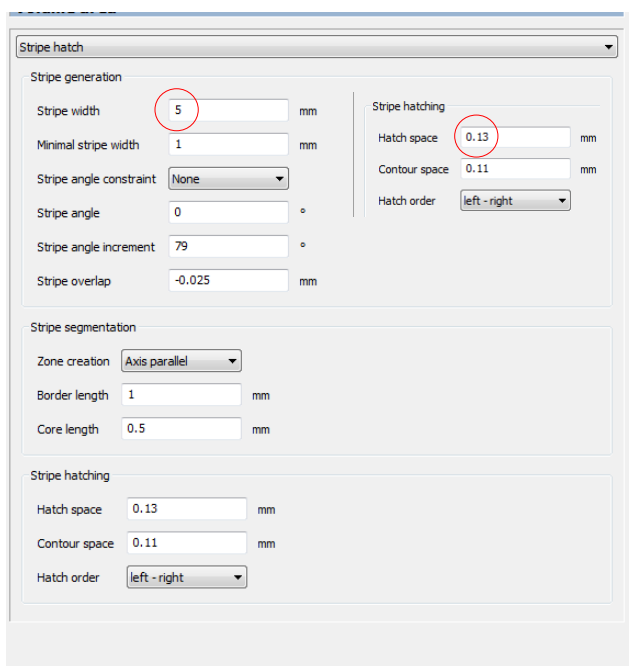 Stripe hatch
Stripe generation
Stripe width 5 mm
Minimal stripe width 1 mm
Stripe angle constraint None
Stripe angle 0 °
Stripe angle increment 79 °
Stripe overlap -0.025 mm
Stripe hatching
Hatch space 0.13 mm
Contour space 0.11 mm
Hatch order left - right
Stripe segmentation
Zone creation Axis parallel
Border length 1 mm
Core length 0.5 mm
Stripe hatching
Hatch space 0.13 mm
Contour space 0.11 mm
Hatch order left - right